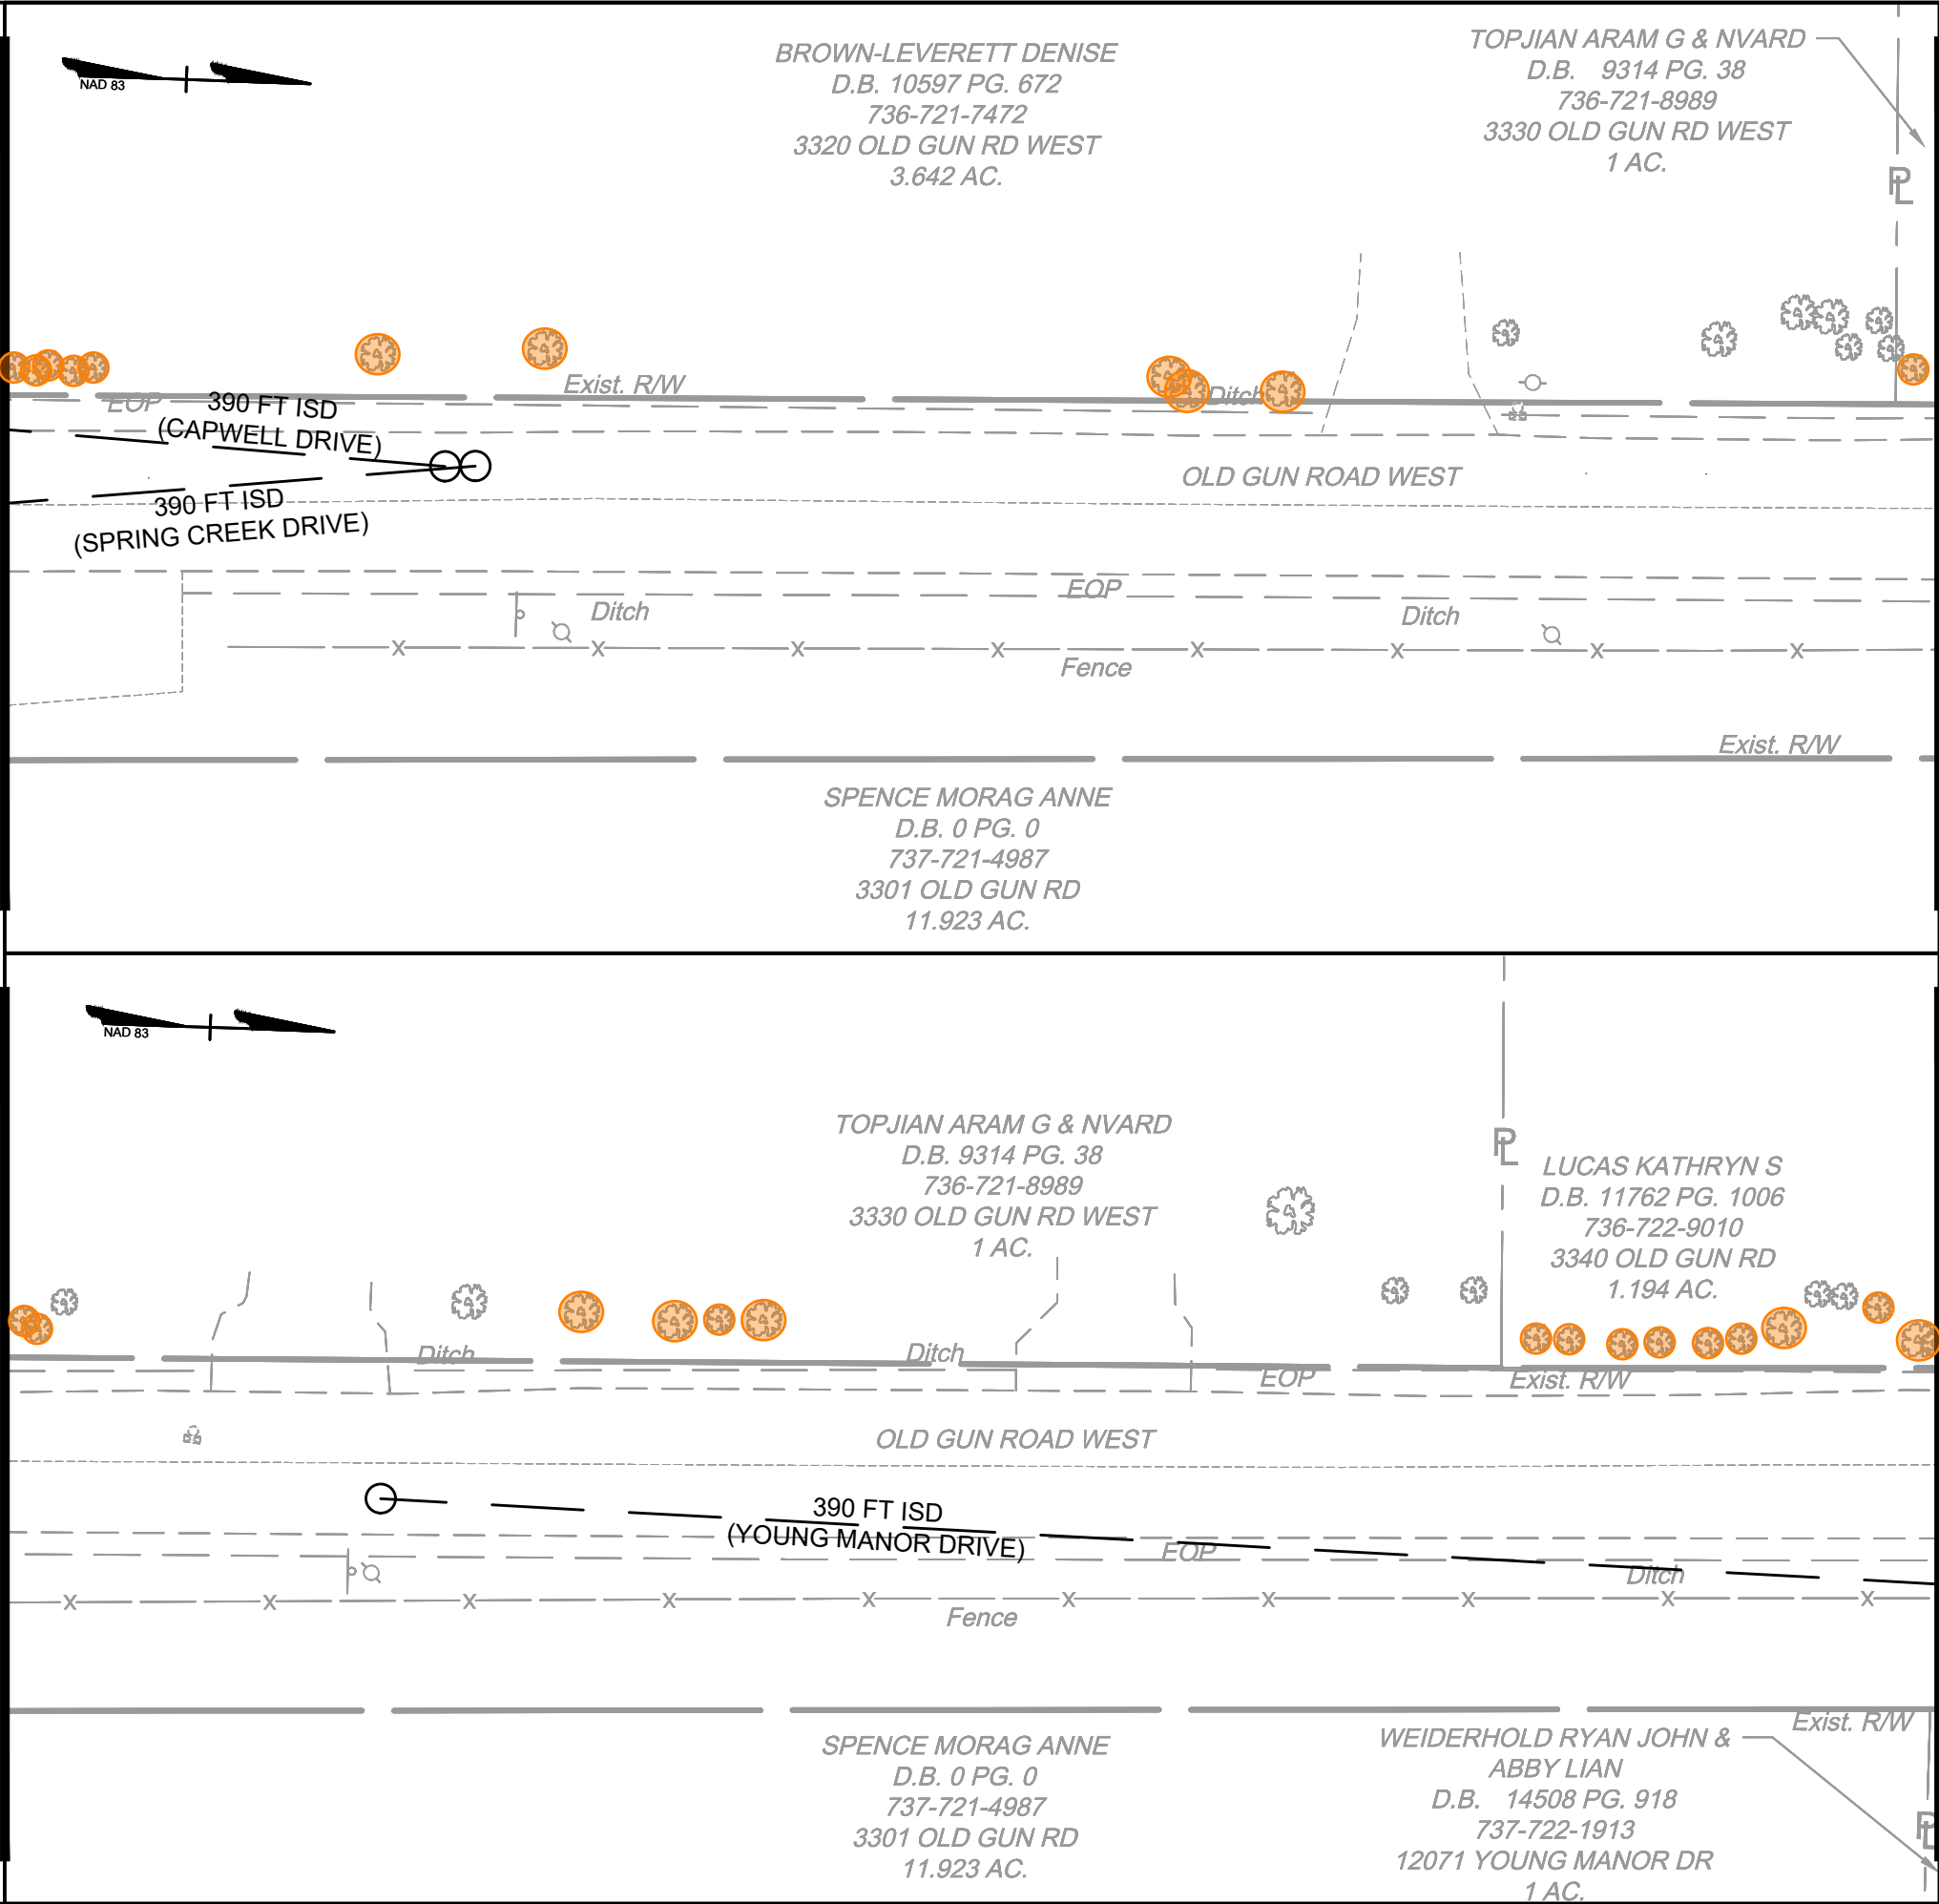 NAD 83
BROWN-LEVERETT DENISE
D.B. 10597 PG. 672
736-721-7472
3320 OLD GUN RD WEST
3.642 AC.
TOPJIAN ARAM G & NVARD
D.B. 9314 PG. 38
736-721-8989
3330 OLD GUN RD WEST
1 AC.
PL
Exist. R/W
Ditch
EOP
390 FT ISD
(CAPWELL DRIVE)
OLD GUN ROAD WEST
390 FT ISD
(SPRING CREEK DRIVE)
EOP
Ditch
Ditch
X X X X X X X X
Fence
Exist. R/W
SPENCE MORAG ANNE
D.B. 0 PG. 0
737-721-4987
3301 OLD GUN RD
11.923 AC.
NAD 83
TOPJIAN ARAM G & NVARD
D.B. 9314 PG. 38
736-721-8989
3330 OLD GUN RD WEST
1 AC.
PL
LUCAS KATHRYN S
D.B. 11762 PG. 1006
736-722-9010
3340 OLD GUN RD
1.194 AC.
Ditch
Ditch
EOP
Exist. R/W
OLD GUN ROAD WEST
390 FT ISD
(YOUNG MANOR DRIVE)
EOP
Ditch
X X X X X X X X X X
Fence
Exist. R/W
SPENCE MORAG ANNE
D.B. 0 PG. 0
737-721-4987
3301 OLD GUN RD
11.923 AC.
WEIDERHOLD RYAN JOHN &
ABBY LIAN
D.B. 14508 PG. 918
737-722-1913
12071 YOUNG MANOR DR
1 AC.
PL